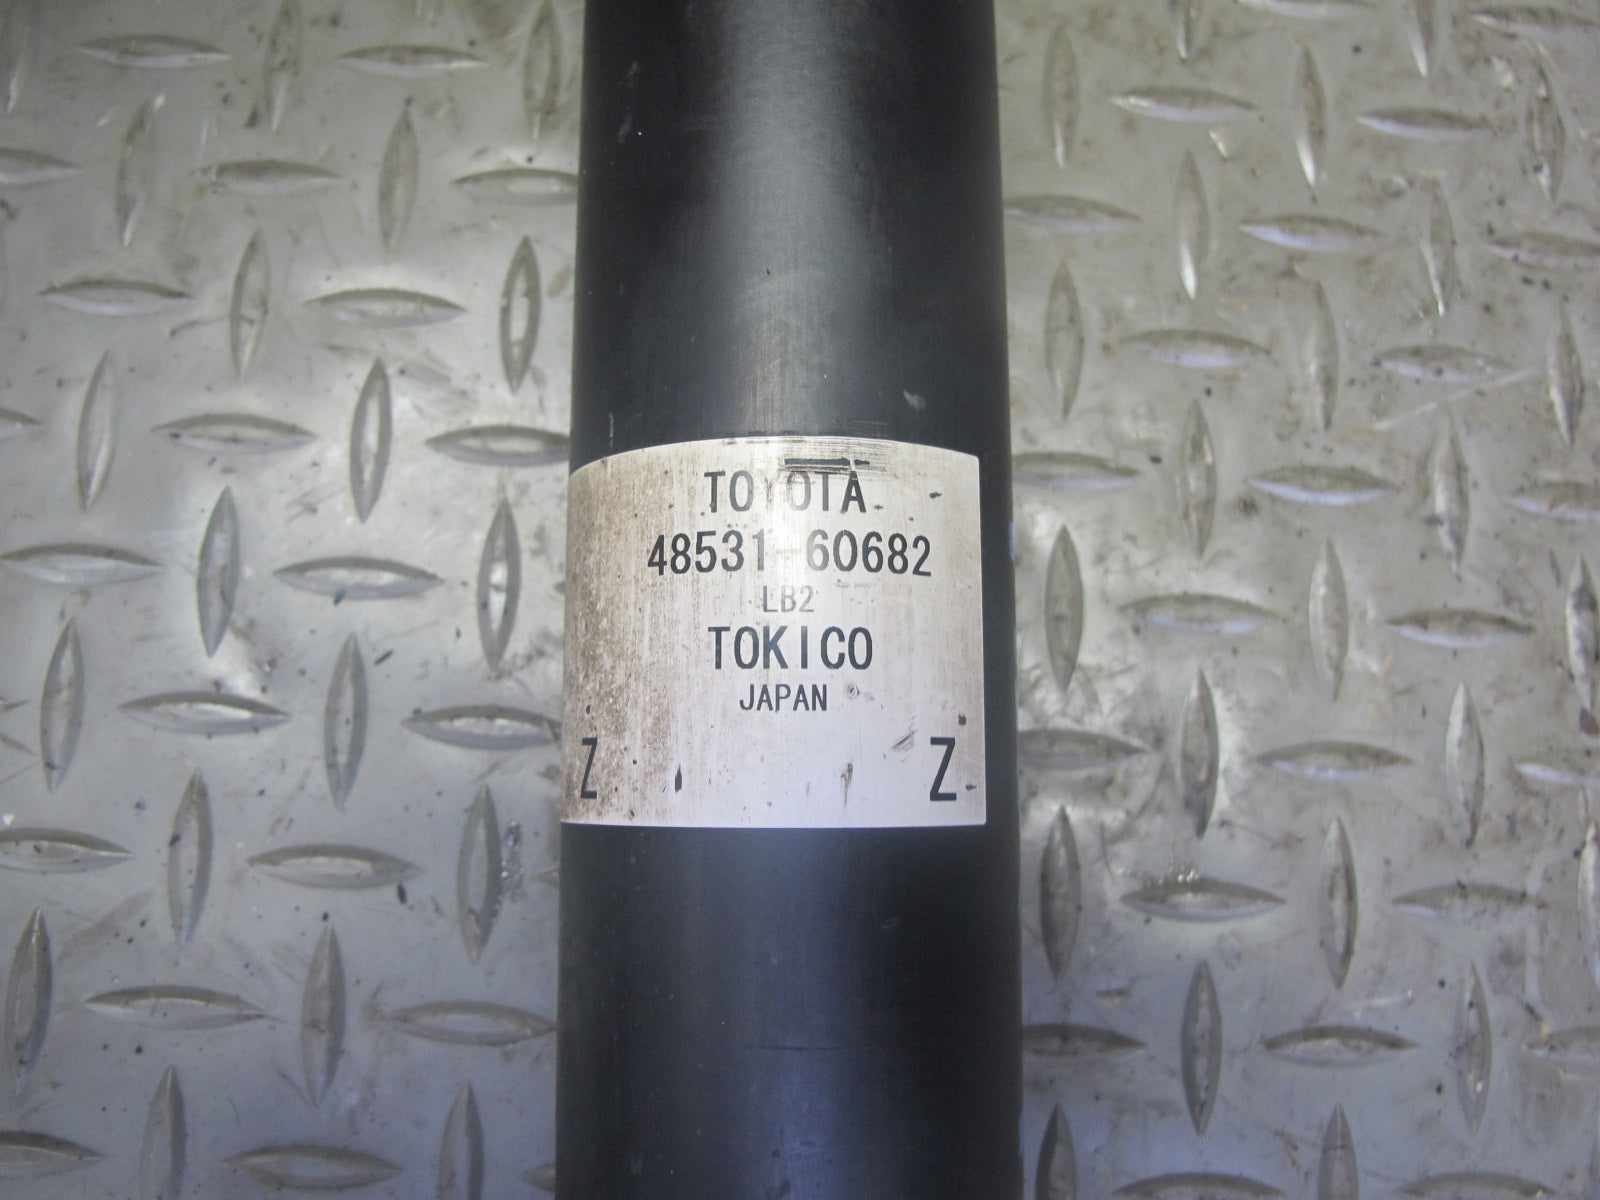 TOYOTA
48531-60682
LB2
TOKICO
JAPAN
Z Z